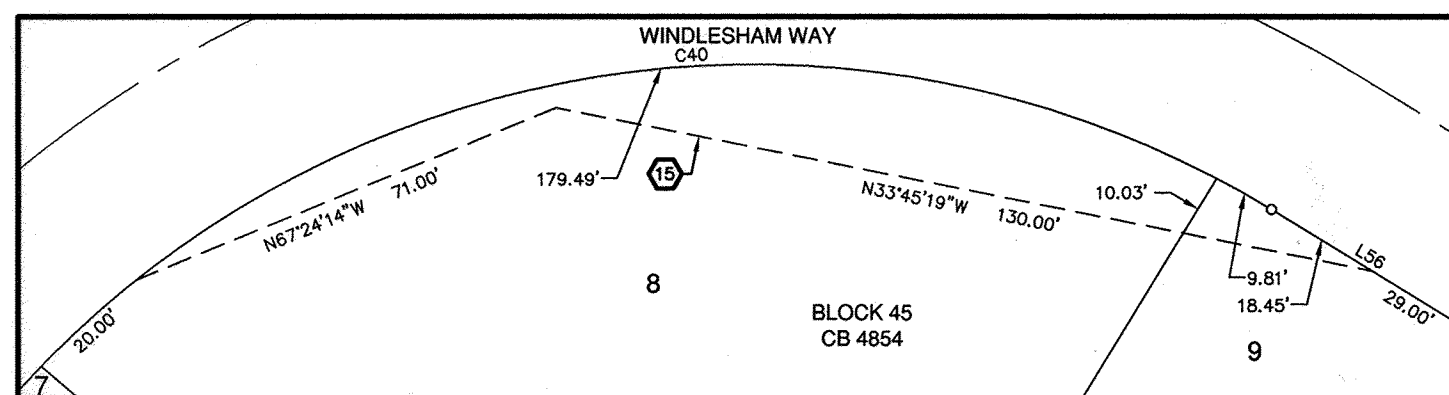 WINDLESHAM WAY
C40
179.49'
15
71.00'
N67°24'14"W
N33°45'19"W
130.00'
10.03'
9.81'
18.45'
L56
29.00'
20.00'
7
8
BLOCK 45
CB 4854
9